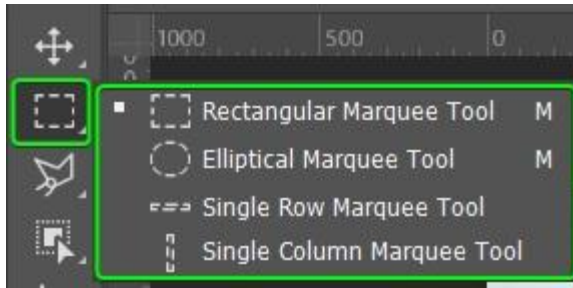 1000 500 0
Rectangular Marquee Tool M
Elliptical Marquee Tool M
Single Row Marquee Tool
Single Column Marquee Tool